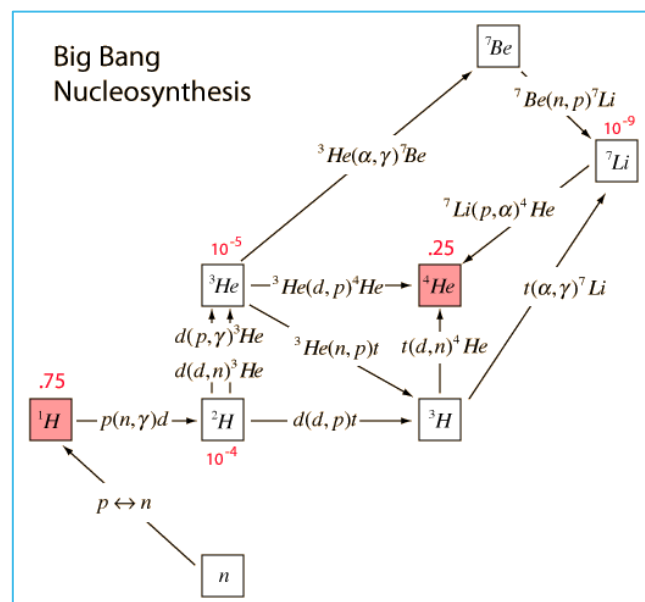 Big Bang
Nucleosynthesis
⁷Be
⁷Be(n, p)⁷Li
10⁻⁹
⁷Li
³He(α, γ)⁷Be
⁷Li(p, α)⁴He
10⁻⁵
.25
³He
³He(d, p)⁴He
⁴He
t(α, γ)⁷Li
d(p, γ)³He
³He(n, p)t
t(d, n)⁴He
d(d, n)³He
.75
¹H
p(n, γ)d
²H
d(d, p)t
³H
10⁻⁴
p ↔ n
n